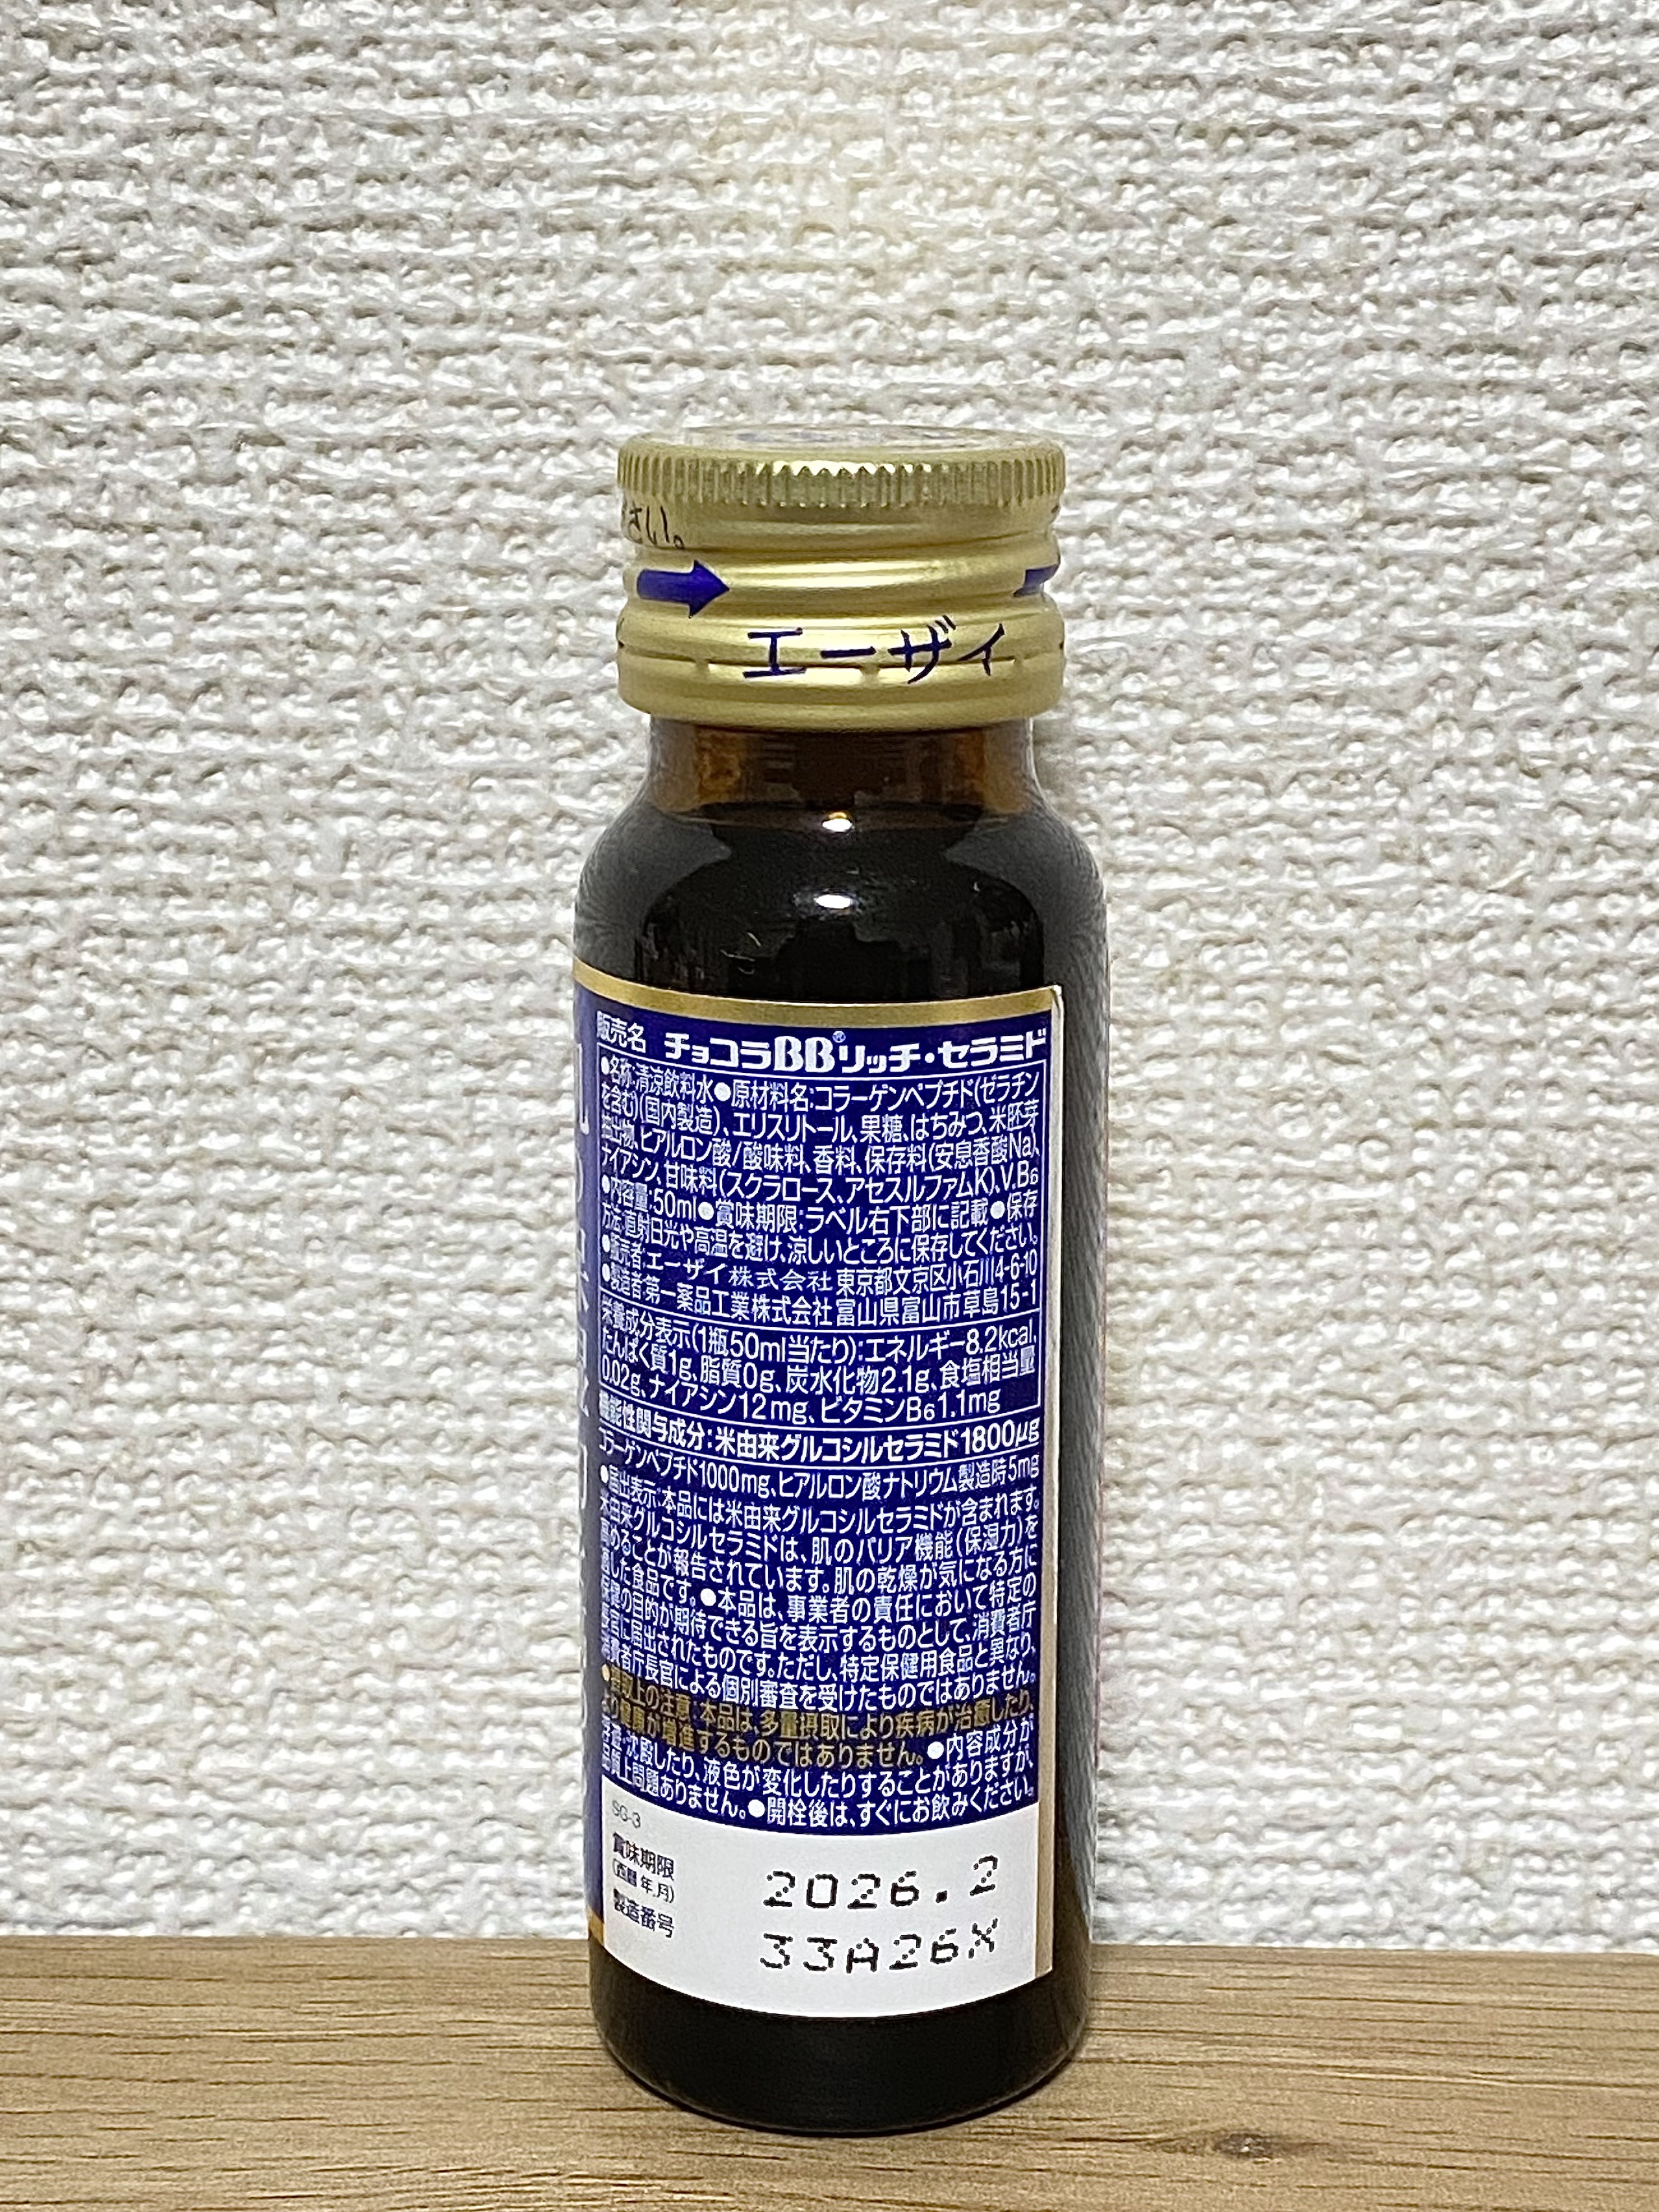 さい。
エーザイ
販売名 チョコラBB®リッチ・セラミド
●名称:清涼飲料水●原材料名:コラーゲンペプチド(ゼラチン
を含む)(国内製造)、エリスリトール、果糖、はちみつ、米胚芽
抽出物、ヒアルロン酸/酸味料、香料、保存料(安息香酸Na)、
ナイアシン、甘味料(スクラロース、アセスルファムK)、V.B₆
●内容量:50ml●賞味期限:ラベル右下部に記載●保存
方法:直射日光や高温を避け、涼しいところに保存してください。
●販売者:エーザイ株式会社 東京都文京区小石川4-6-10
●製造者:第一薬品工業株式会社 富山県富山市草島15-1
栄養成分表示(1瓶50ml当たり):エネルギー8.2kcal、
たんぱく質1g、脂質0g、炭水化物2.1g、食塩相当量
0.02g、ナイアシン12mg、ビタミンB₆1.1mg
機能性関与成分:米由来グルコシルセラミド1800μg
コラーゲンペプチド1000mg、ヒアルロン酸ナトリウム製造時5mg
●届出表示:本品には米由来グルコシルセラミドが含まれます。
米由来グルコシルセラミドは、肌のバリア機能(保湿力)を
高めることが報告されています。肌の乾燥が気になる方に
適した食品です。●本品は、事業者の責任において特定の
保健の目的が期待できる旨を表示するものとして、消費者庁
長官に届出されたものです。ただし、特定保健用食品と異なり、
消費者庁長官による個別審査を受けたものではありません。
●摂取上の注意:本品は、多量摂取により疾病が治癒したり、
より健康が増進するものではありません。●内容成分が
浮遊・沈殿したり、液色が変化したりすることがありますが、
品質上問題ありません。●開栓後は、すぐにお飲みください。
SG-3
賞味期限
(西暦年.月)
2026.2
製造番号
33A26X